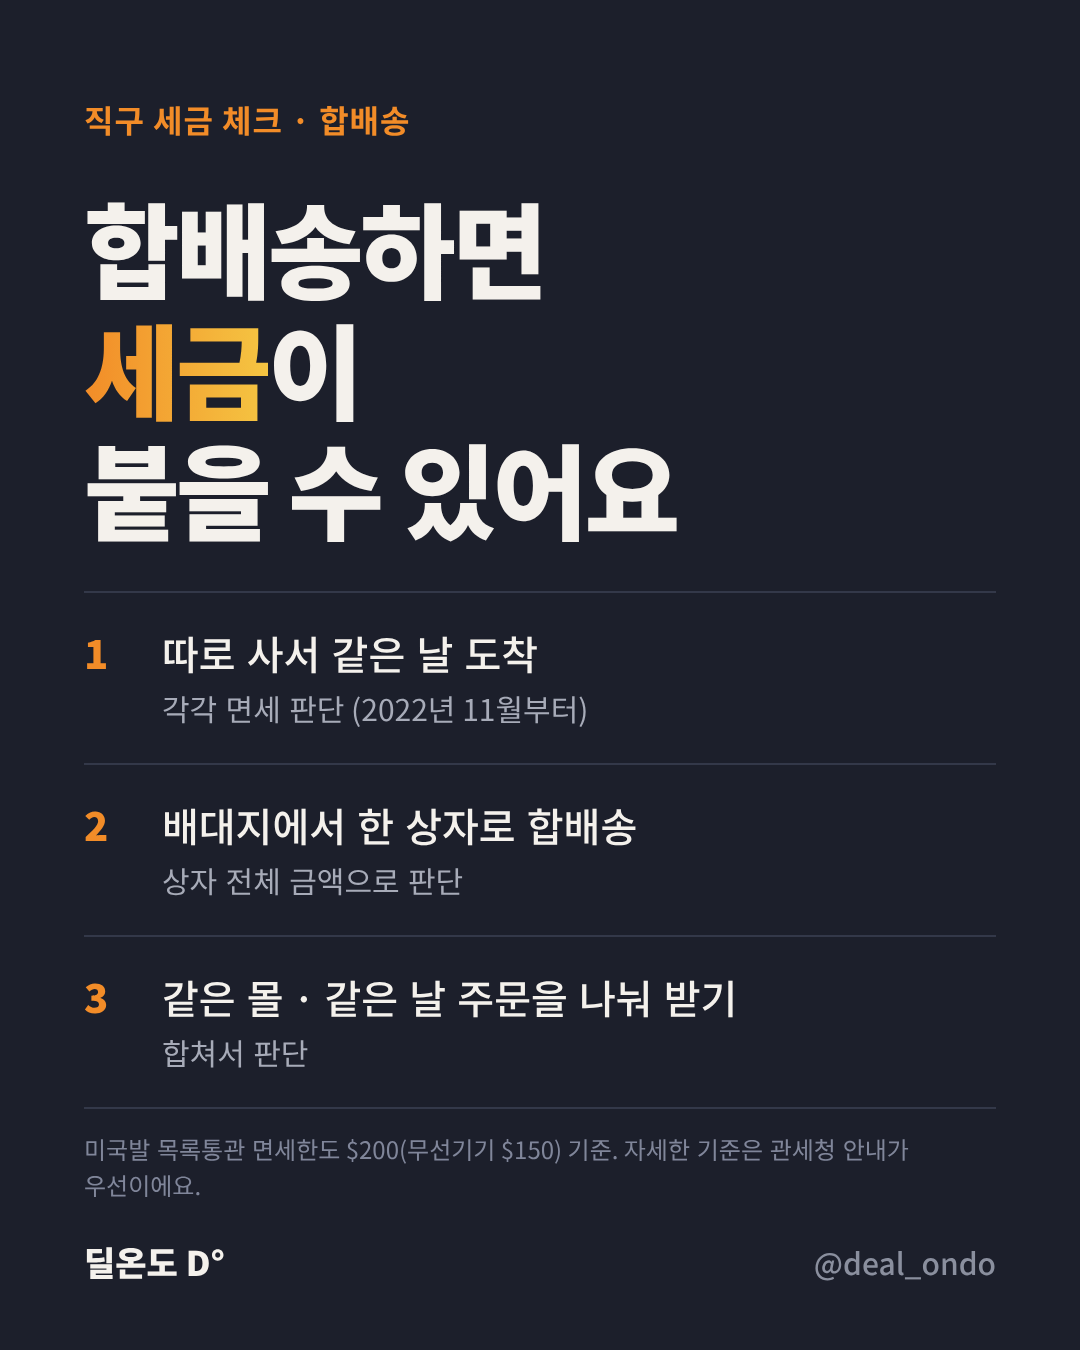 직구 세금 체크 · 합배송
합배송하면
세금이
붙을 수 있어요
1 따로 사서 같은 날 도착
각각 면세 판단 (2022년 11월부터)
2 배대지에서 한 상자로 합배송
상자 전체 금액으로 판단
3 같은 몰 · 같은 날 주문을 나눠 받기
합쳐서 판단
미국발 목록통관 면세한도 $200(무선기기 $150) 기준. 자세한 기준은 관세청 안내가
우선이에요.
딜온도 D°
@deal_ondo